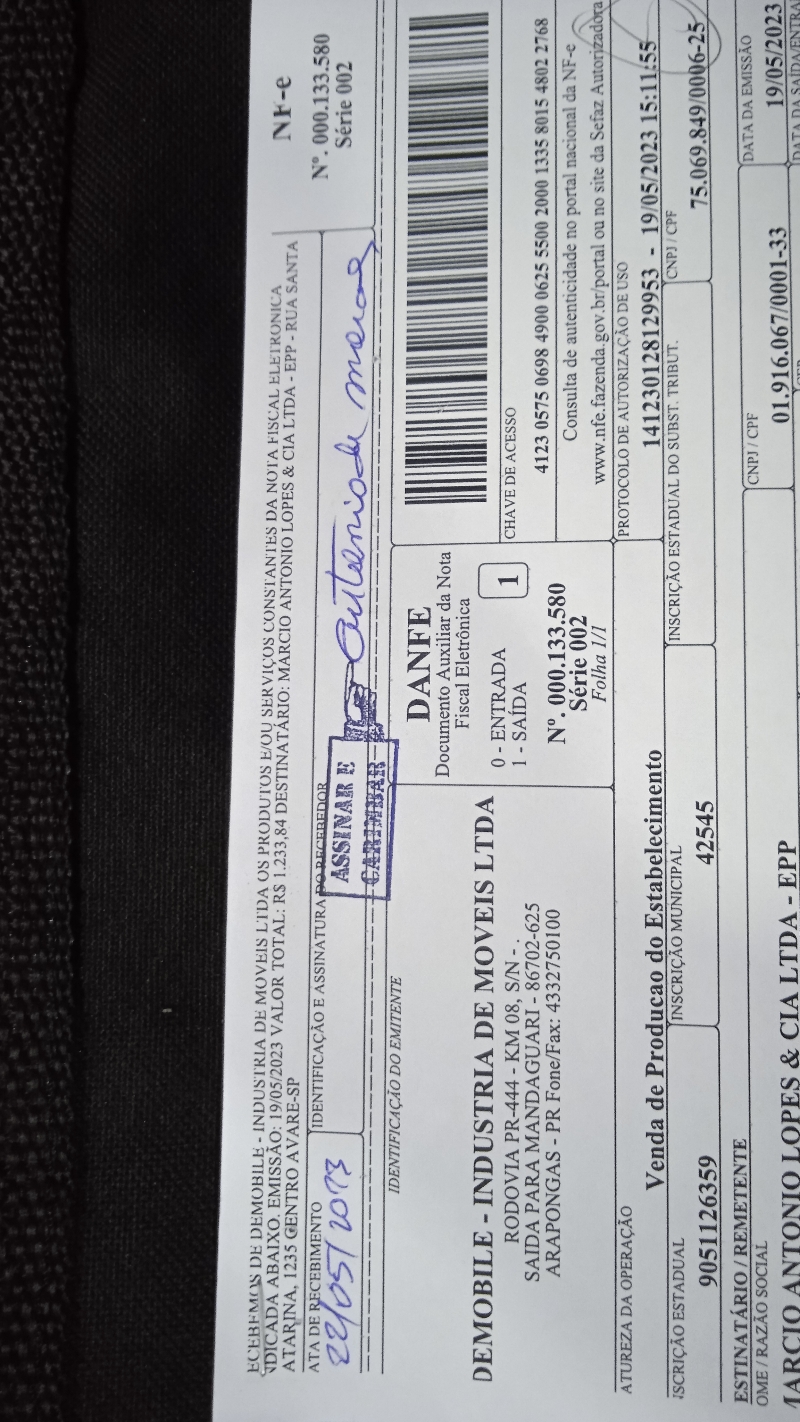 ECEBEMOS DE DEMOBILE - INDUSTRIA DE MOVEIS LTDA OS PRODUTOS E/OU SERVIÇOS CONSTANTES DA NOTA FISCAL ELETRONICA
NDICADA ABAIXO. EMISSÃO: 19/05/2023 VALOR TOTAL: R$ 1.233,84 DESTINATÁRIO: MARCIO ANTONIO LOPES & CIA LTDA - EPP - RUA SANTA
ATARINA, 1235 CENTRO AVARE-SP
NF-e
Nº. 000.133.580
Série 002
ATA DE RECEBIMENTO
22/05/2023
IDENTIFICAÇÃO E ASSINATURA DO RECEBEDOR
ASSINAR E
CARIMBAR
IDENTIFICAÇÃO DO EMITENTE
DEMOBILE - INDUSTRIA DE MOVEIS LTDA
RODOVIA PR-444 - KM 08, S/N - .
SAIDA PARA MANDAGUARI - 86702-625
ARAPONGAS - PR Fone/Fax: 4332750100
DANFE
Documento Auxiliar da Nota
Fiscal Eletrônica
0 - ENTRADA
1 - SAÍDA
1
Nº. 000.133.580
Série 002
Folha 1/1
CHAVE DE ACESSO
4123 0575 0698 4900 0625 5500 2000 1335 8015 4802 2768
Consulta de autenticidade no portal nacional da NF-e
www.nfe.fazenda.gov.br/portal ou no site da Sefaz Autorizadora
ATUREZA DA OPERAÇÃO
Venda de Producao do Estabelecimento
PROTOCOLO DE AUTORIZAÇÃO DE USO
141230128129953 - 19/05/2023 15:11:55
SCRIÇÃO ESTADUAL
9051126359
INSCRIÇÃO MUNICIPAL
42545
INSCRIÇÃO ESTADUAL DO SUBST. TRIBUT.
CNPJ / CPF
75.069.849/0006-25
ESTINATÁRIO / REMETENTE
OME / RAZÃO SOCIAL
MARCIO ANTONIO LOPES & CIA LTDA - EPP
CNPJ / CPF
01.916.067/0001-33
DATA DA EMISSÃO
19/05/2023
DATA DA SAÍDA/ENTRA